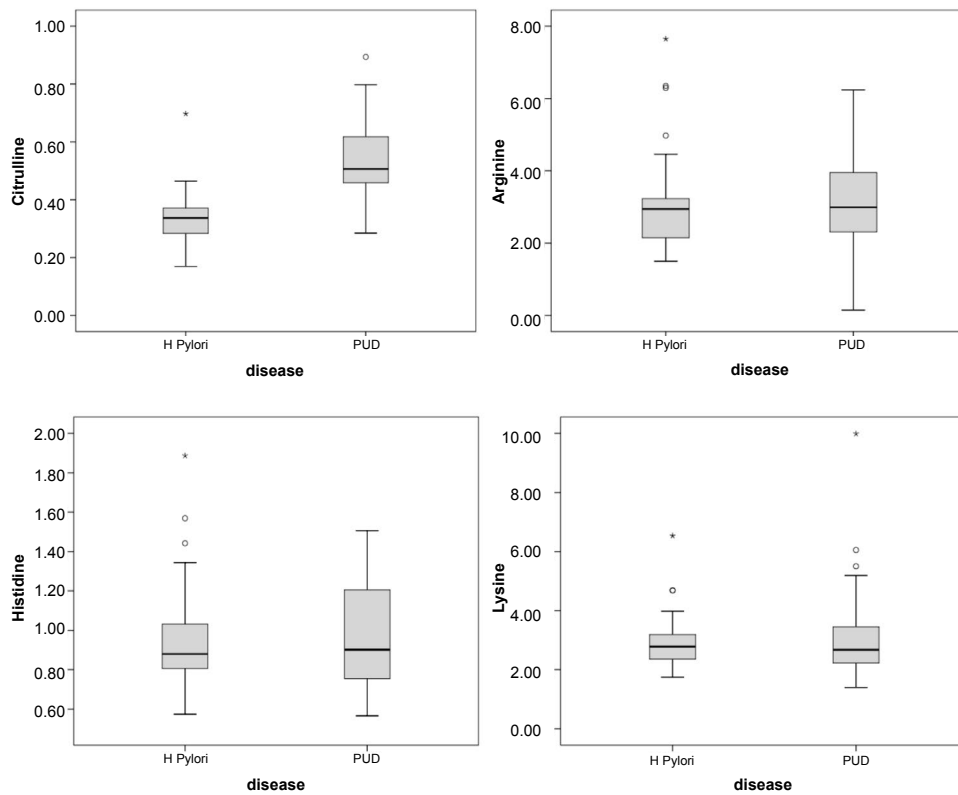 Citrulline
1.00
0.80
0.60
0.40
0.20
0.00
H Pylori PUD
disease
Arginine
8.00
6.00
4.00
2.00
0.00
H Pylori PUD
disease
Histidine
2.00
1.80
1.60
1.40
1.20
1.00
0.80
0.60
H Pylori PUD
disease
Lysine
10.00
8.00
6.00
4.00
2.00
0.00
H Pylori PUD
disease